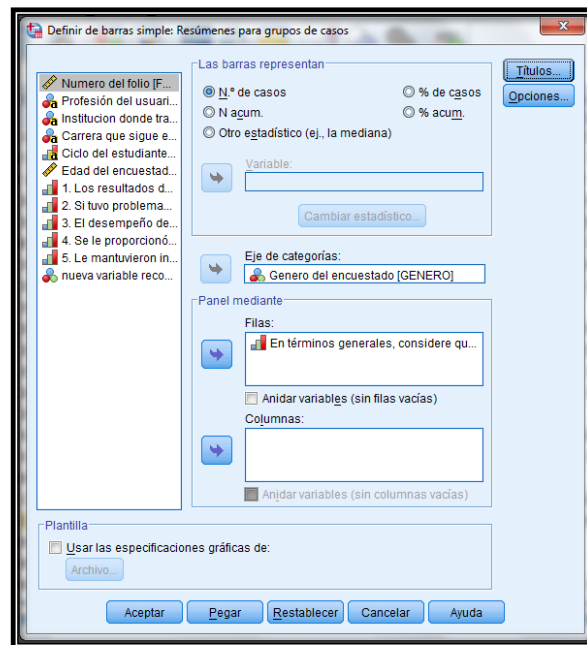 Definir de barras simple: Resúmenes para grupos de casos
Numero del folio [F...
Profesión del usuari...
Institucion donde tra...
Carrera que sigue e...
Ciclo del estudiante...
Edad del encuestad...
1. Los resultados d...
2. Si tuvo problema...
3. El desempeño de...
4. Se le proporcionó...
5. Le mantuvieron in...
nueva variable reco...
Las barras representan
N.º de casos
% de casos
N acum.
% acum.
Otro estadístico (ej., la mediana)
Variable:
Cambiar estadístico...
Eje de categorías:
Genero del encuestado [GENERO]
Panel mediante
Filas:
En términos generales, considere qu...
Anidar variables (sin filas vacías)
Columnas:
Anidar variables (sin columnas vacías)
Títulos...
Opciones...
Plantilla
Usar las especificaciones gráficas de:
Archivo...
Aceptar
Pegar
Restablecer
Cancelar
Ayuda